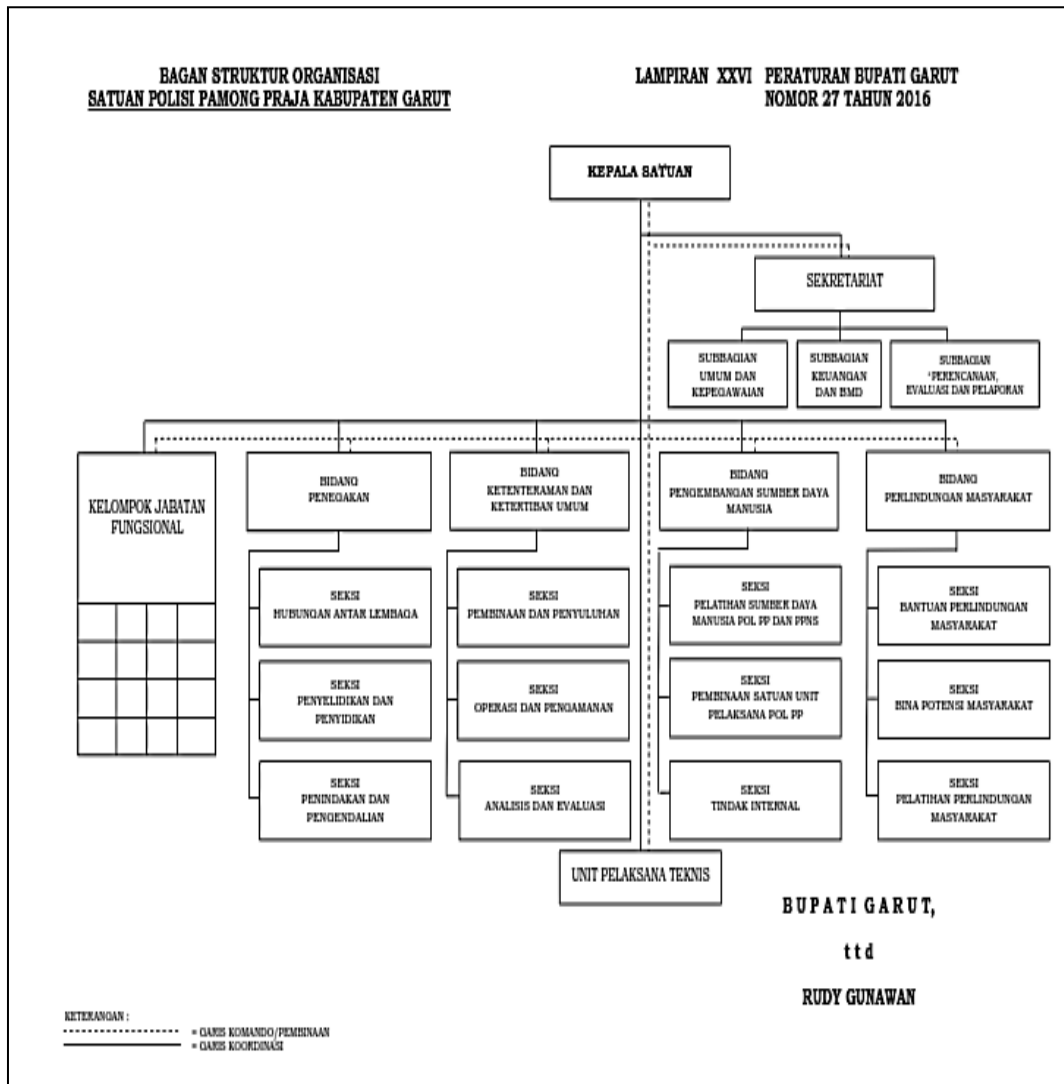 BAGAN STRUKTUR ORGANISASI
SATUAN POLISI PAMONG PRAJA KABUPATEN GARUT
LAMPIRAN XXVI PERATURAN BUPATI GARUT
NOMOR 27 TAHUN 2016
KEPALA SATUAN
SEKRETARIAT
SUBBAGIAN
UMUM DAN
KEPEGAWAIAN
SUBBAGIAN
KEUANGAN
DAN BMD
SUBBAGIAN
PERENCANAAN,
EVALUASI DAN PELAPORAN
KELOMPOK JABATAN
FUNGSIONAL
BIDANG
PENEGAKAN
BIDANG
KETENTERAMAN DAN
KETERTIBAN UMUM
BIDANG
PENGEMBANGAN SUMBER DAYA
MANUSIA
BIDANG
PERLINDUNGAN MASYARAKAT
SEKSI
HUBUNGAN ANTAR LEMBAGA
SEKSI
PEMBINAAN DAN PENYULUHAN
SEKSI
PELATIHAN SUMBER DAYA
MANUSIA POL PP DAN PPNS
SEKSI
BANTUAN PERLINDUNGAN
MASYARAKAT
SEKSI
PENYELIDIKAN DAN
PENYIDIKAN
SEKSI
OPERASI DAN PENGAMANAN
SEKSI
PEMBINAAN SATUAN UNIT
PELAKSANA POL PP
SEKSI
BINA POTENSI MASYARAKAT
SEKSI
PENINDAKAN DAN
PENGENDALIAN
SEKSI
ANALISIS DAN EVALUASI
SEKSI
TINDAK INTERNAL
SEKSI
PELATIHAN PERLINDUNGAN
MASYARAKAT
UNIT PELAKSANA TEKNIS
BUPATI GARUT,
ttd
RUDY GUNAWAN
KETERANGAN :
= GARIS KOMANDO/PEMBINAAN
= GARIS KOORDINASI